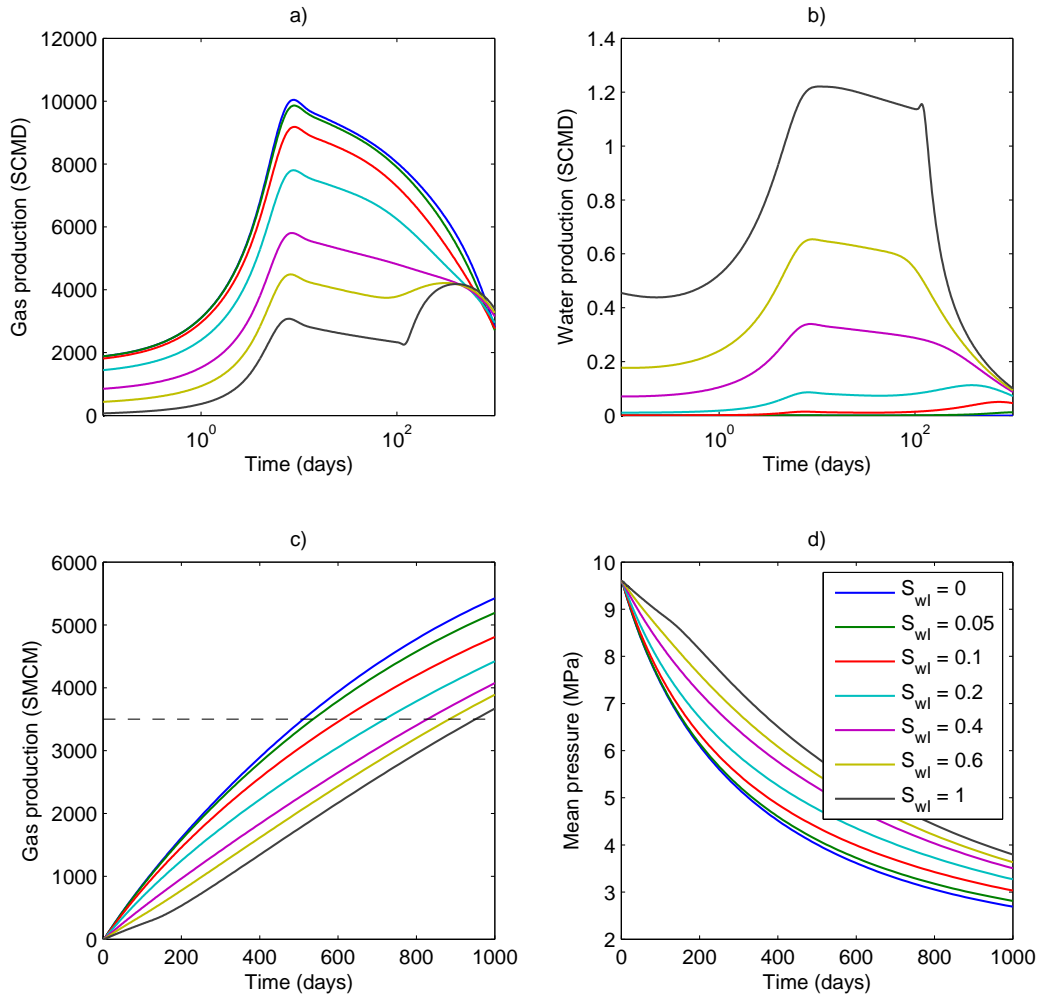 a)
Gas production (SCMD)
12000
10000
8000
6000
4000
2000
0
10^0
10^2
Time (days)
b)
Water production (SCMD)
1.4
1.2
1
0.8
0.6
0.4
0.2
0
10^0
10^2
Time (days)
c)
Gas production (SMCM)
6000
5000
4000
3000
2000
1000
0
0 200 400 600 800 1000
Time (days)
d)
Mean pressure (MPa)
10
9
8
7
6
5
4
3
2
0 200 400 600 800 1000
Time (days)
S_wl = 0
S_wl = 0.05
S_wl = 0.1
S_wl = 0.2
S_wl = 0.4
S_wl = 0.6
S_wl = 1